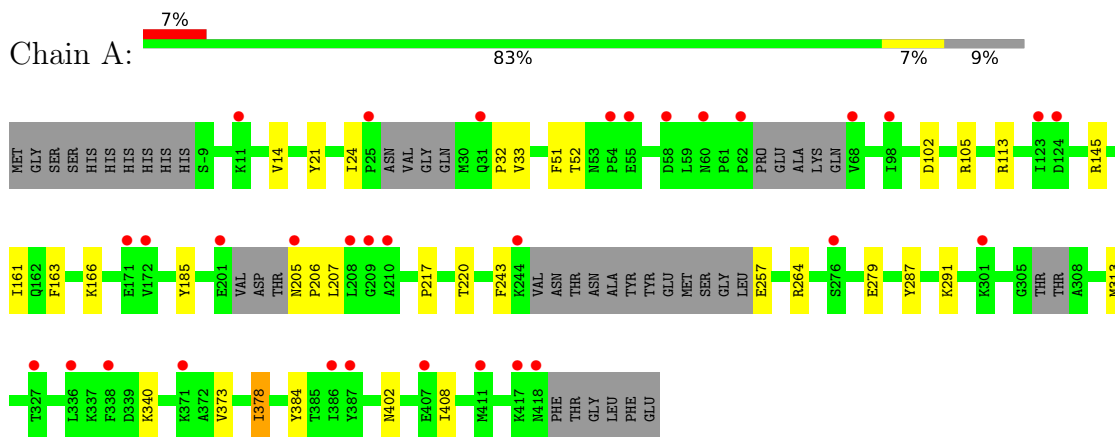 7%
Chain A:
83% 7% 9%
MET GLY SER SER HIS HIS HIS HIS HIS HIS S-9 K11 V14 Y21 I24 P25 ASN VAL GLY GLN M30 Q31 P32 V33 F51 T52 N53 P54 E55 D58 L59 N60 P61 P62 PRO GLU ALA LYS GLN V68 I98 D102 R105 R113 I123 D124 R145
I161 Q162 F163 K166 E171 V172 Y185 E201 VAL ASP THR N205 P206 L207 L208 G209 A210 P217 T220 F243 K244 VAL ASN THR ASN ALA TYR TYR GLU MET SER GLY LEU E257 R264 S276 E279 Y287 K291 K301 G305 THR THR A308 M313
T327 L336 K337 F338 D339 K340 K371 A372 V373 I378 Y384 T385 I386 Y387 N402 E407 I408 M411 K417 N418 PHE THR GLY LEU PHE GLU